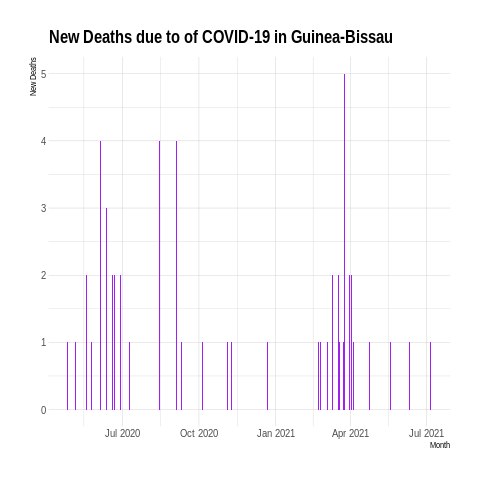 New Deaths due to of COVID-19 in Guinea-Bissau
New Deaths
5
4
3
2
1
0
Jul 2020 Oct 2020 Jan 2021 Apr 2021 Jul 2021
Month